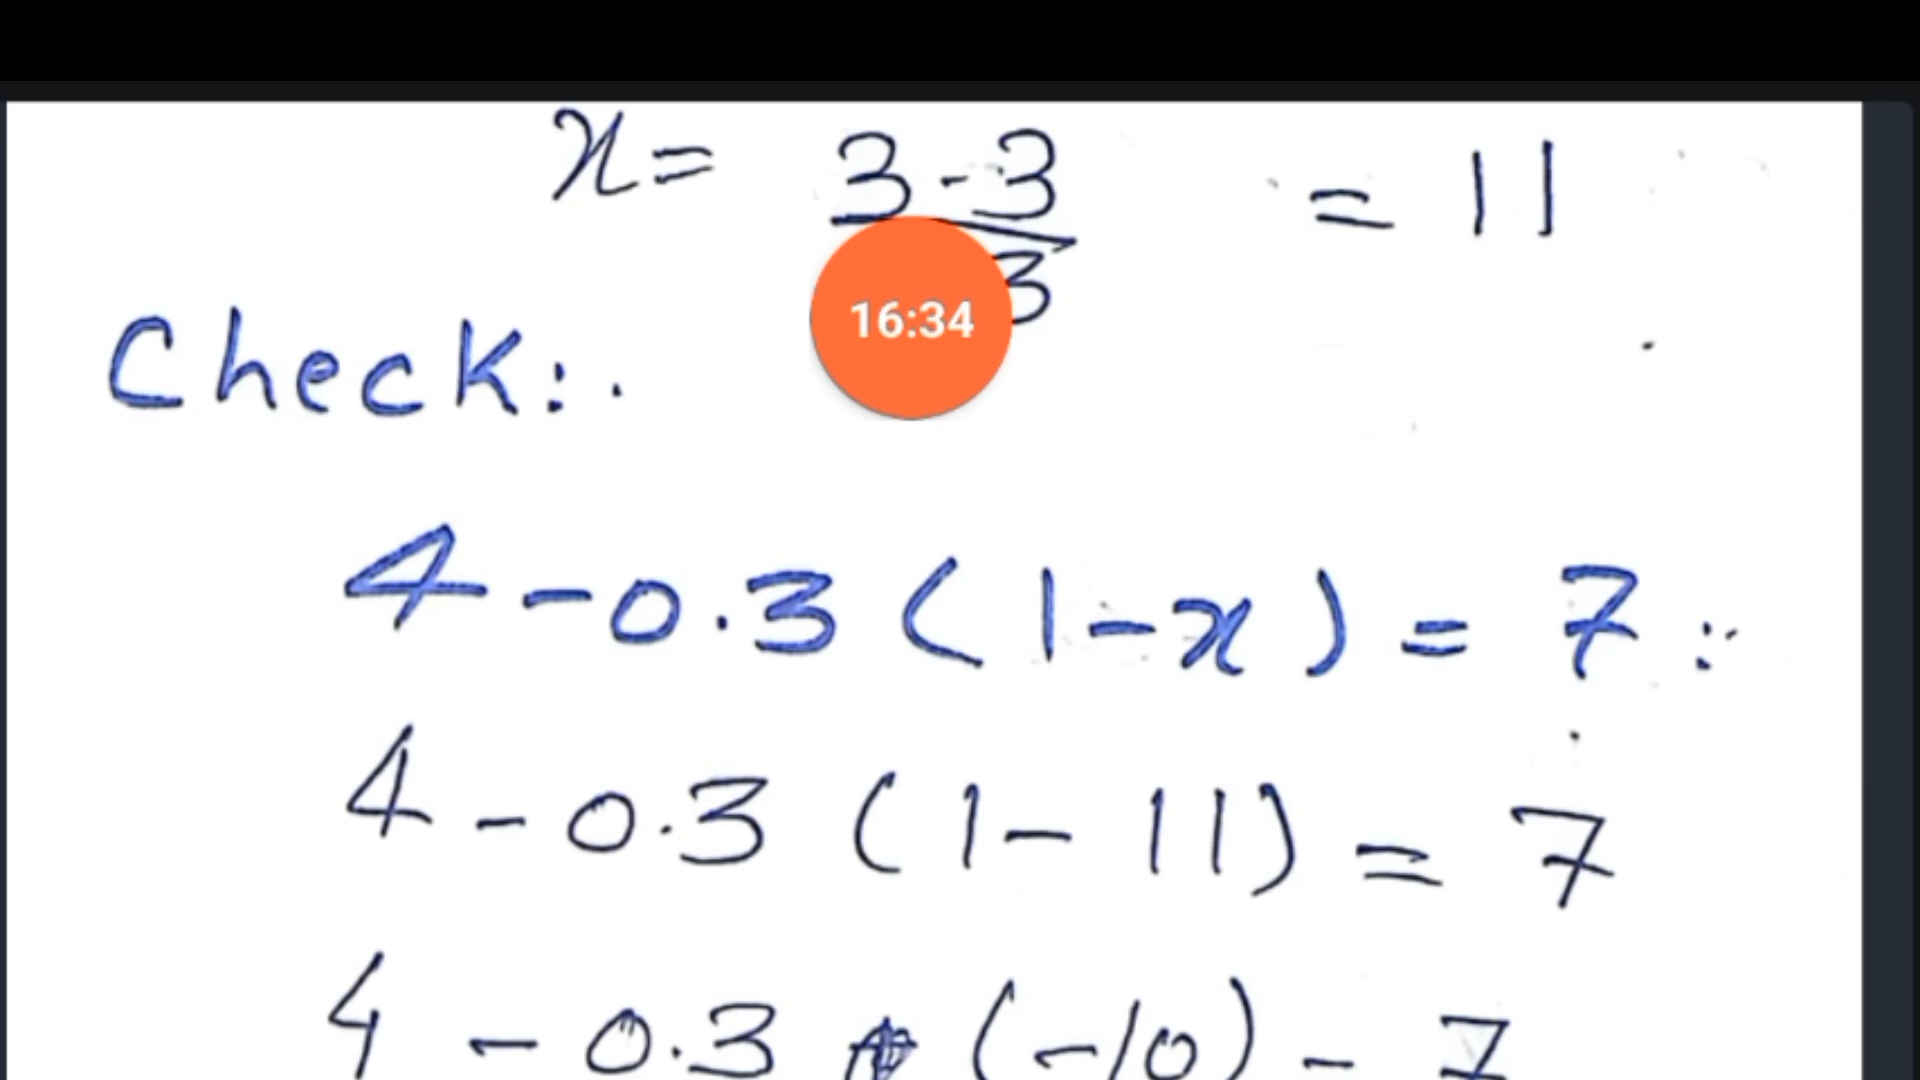 x = 3.3 = 11
16:34
3
Check:.
4 - 0.3 (1 - x) = 7 :
4 - 0.3 (1 - 11) = 7
4 - 0.3 (-10) - 7